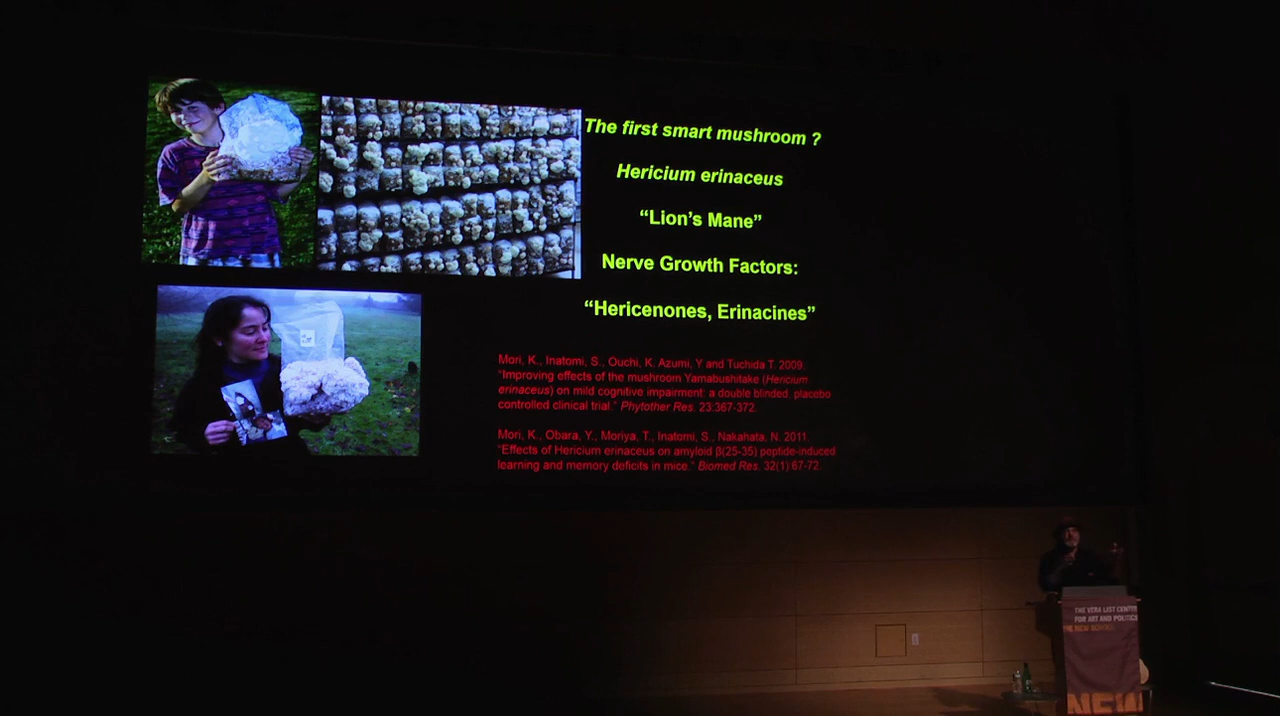 The first smart mushroom ?
Hericium erinaceus
“Lion’s Mane”
Nerve Growth Factors:
“Hericenones, Erinacines”
Mori, K., Inatomi, S., Ouchi, K. Azumi, Y and Tuchida T. 2009.
“Improving effects of the mushroom Yamabushitake (Hericium
erinaceus) on mild cognitive impairment: a double blinded, placebo
controlled clinical trial.” Phytother Res. 23:367-372.
Mori, K., Obara, Y., Moriya, T., Inatomi, S., Nakahata, N. 2011.
“Effects of Hericium erinaceus on amyloid β(25-35) peptide-induced
learning and memory deficits in mice.” Biomed Res. 32(1) 67-72.
THE VERA LIST CENTER
FOR ART AND POLITICS
THE NEW SCHOOL
NEW